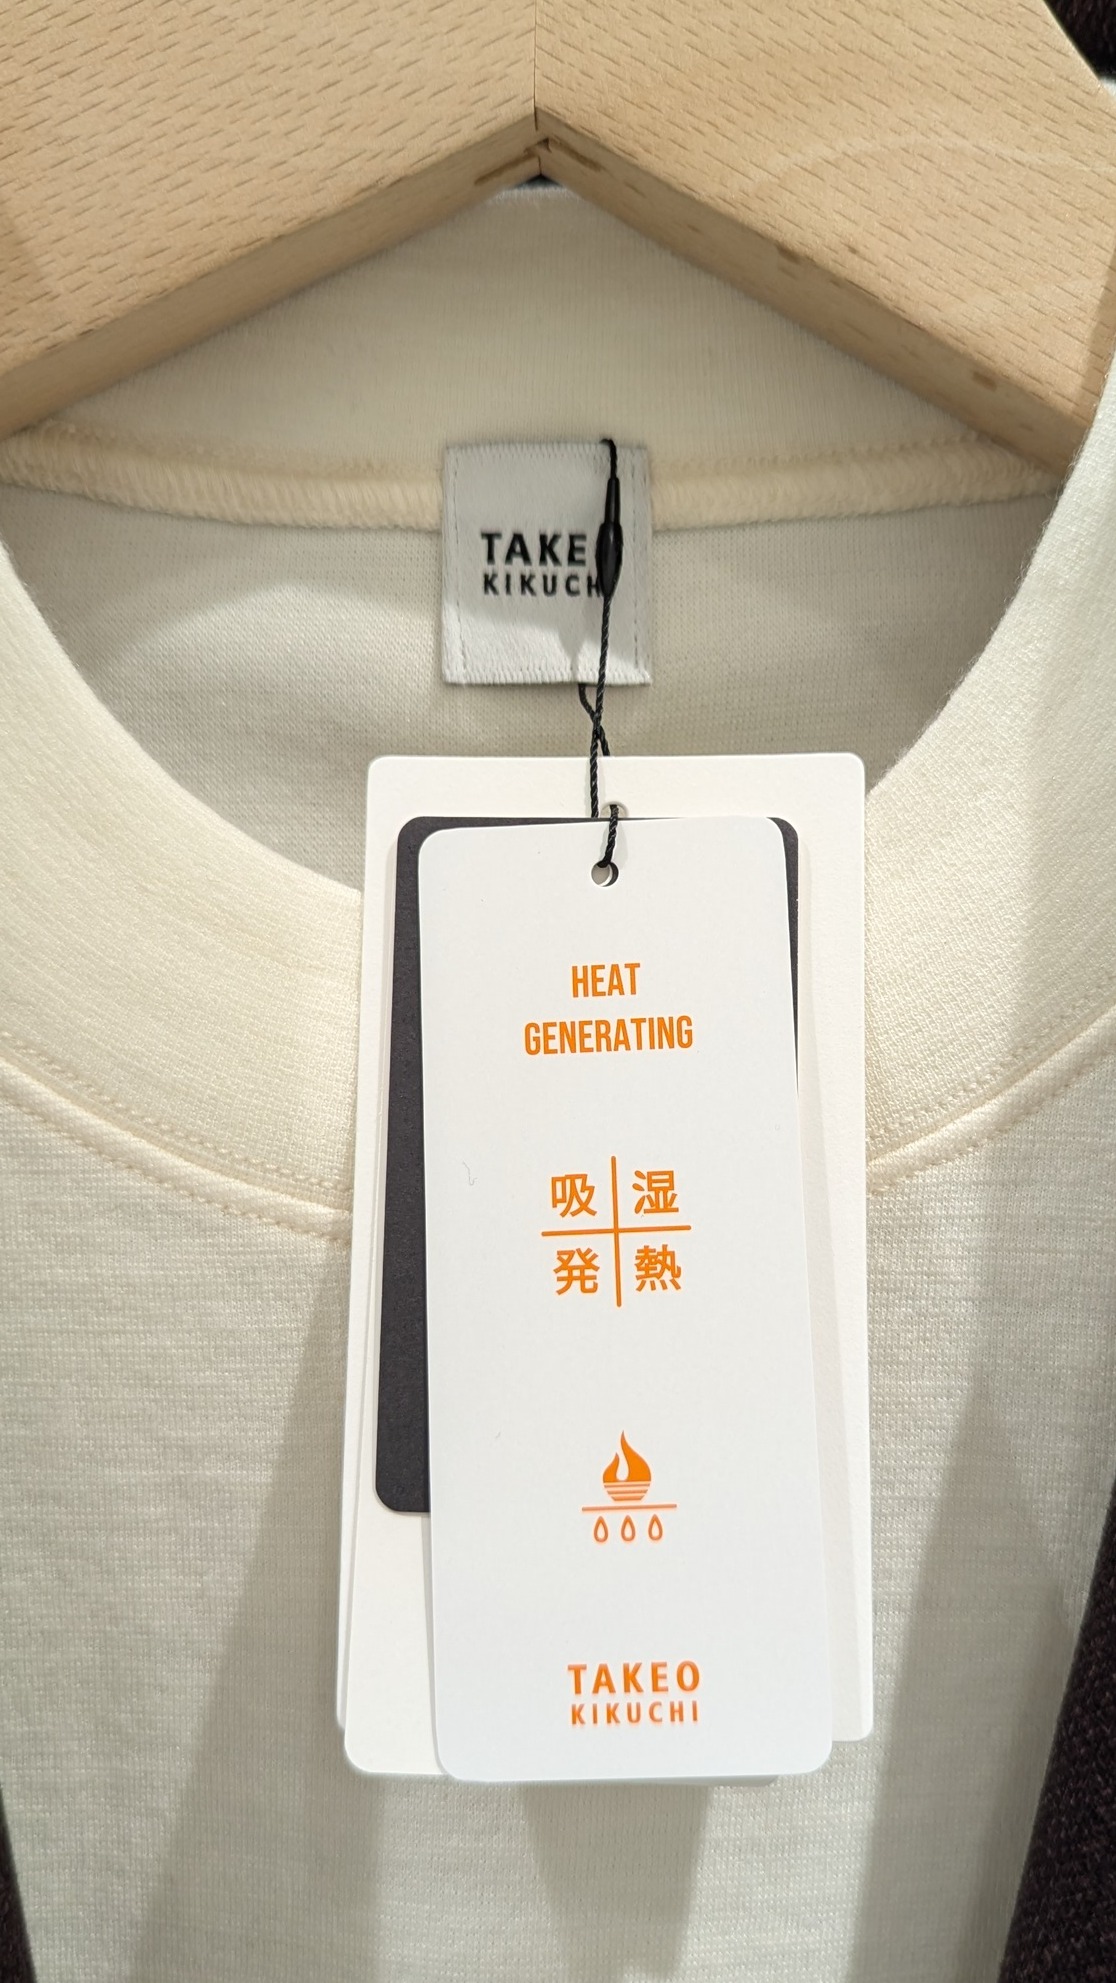 TAKE
KIKUCH
HEAT
GENERATING
吸湿
発熱
TAKEO
KIKUCHI